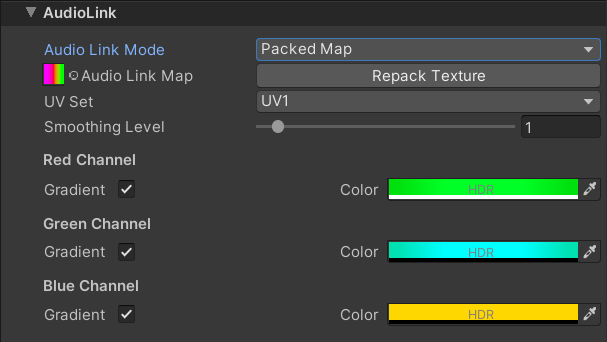 AudioLink
Audio Link Mode Packed Map
Audio Link Map Repack Texture
UV Set UV1
Smoothing Level 1
Red Channel
Gradient Color HDR
Green Channel
Gradient Color HDR
Blue Channel
Gradient Color HDR